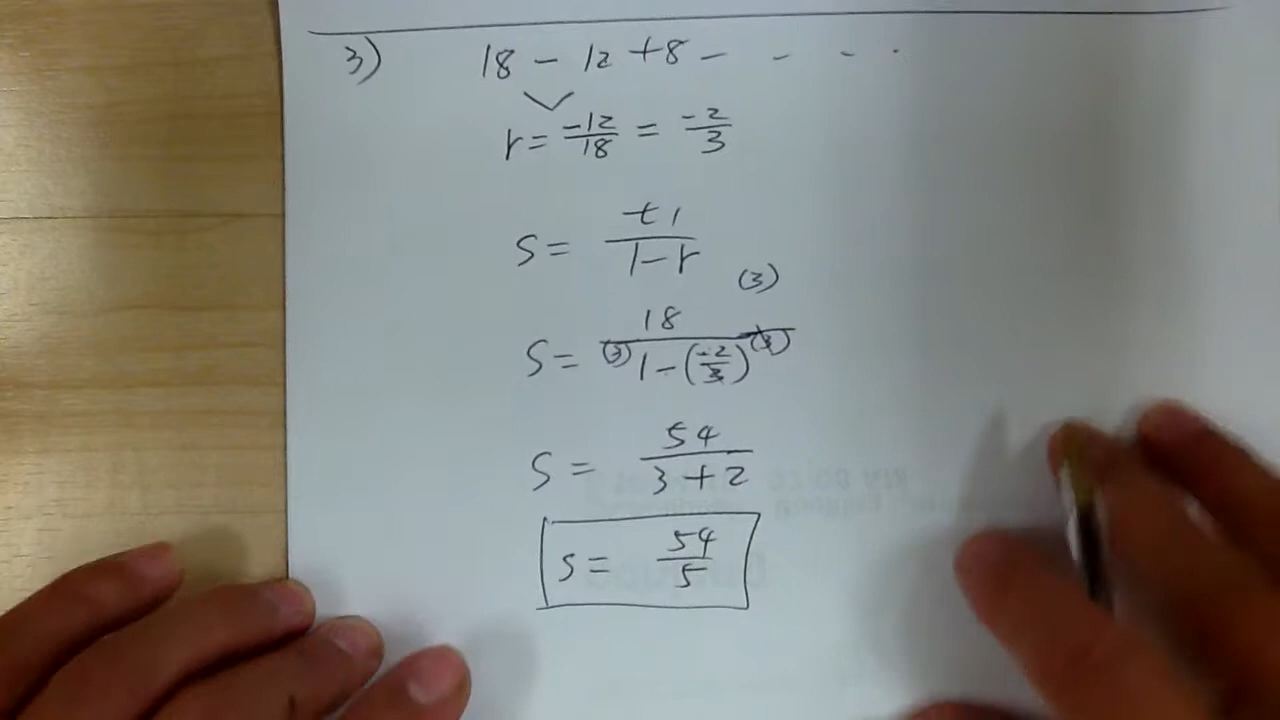 3) 18 - 12 + 8 - - - .
r = -12/18 = -2/3
S = t1/1-r
(3)
S = 18/(3) 1-(-2/3)(3)
S = 54/3+2
S = 54/5